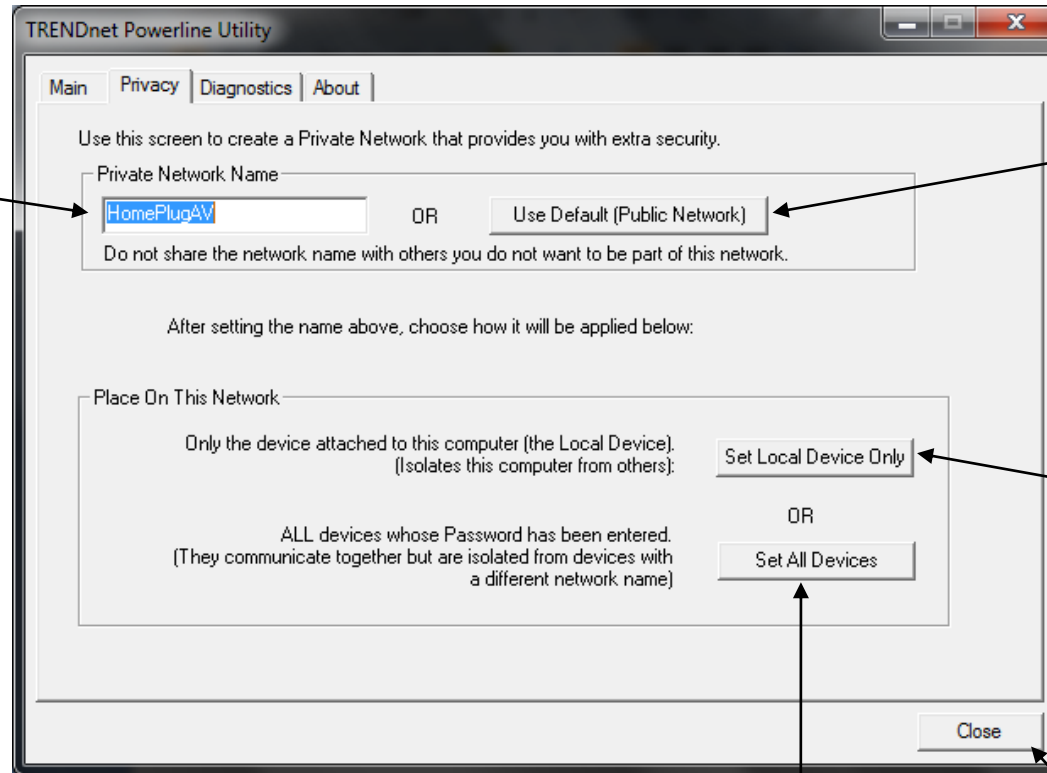 TRENDnet Powerline Utility
Main Privacy Diagnostics About
Use this screen to create a Private Network that provides you with extra security.
Private Network Name
HomePlugAV OR Use Default (Public Network)
Do not share the network name with others you do not want to be part of this network.
After setting the name above, choose how it will be applied below:
Place On This Network
Only the device attached to this computer (the Local Device).
(Isolates this computer from others):
Set Local Device Only
OR
ALL devices whose Password has been entered.
(They communicate together but are isolated from devices with
a different network name)
Set All Devices
Close